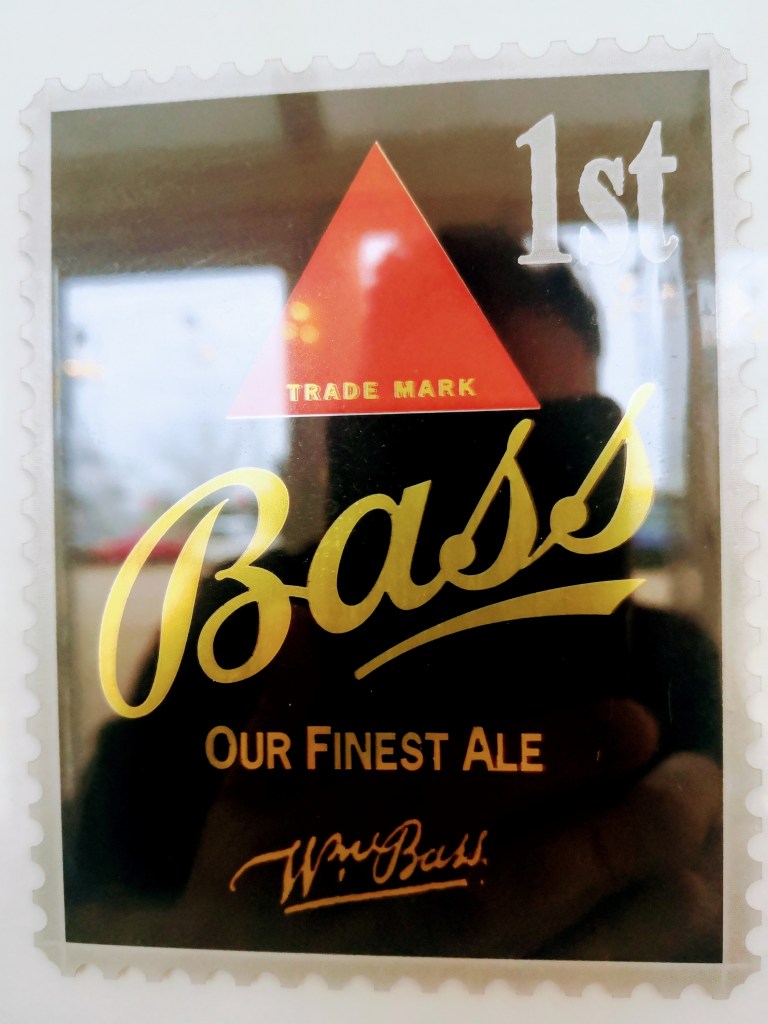 1st
TRADE MARK
Bass
OUR FINEST ALE
Wm Bass